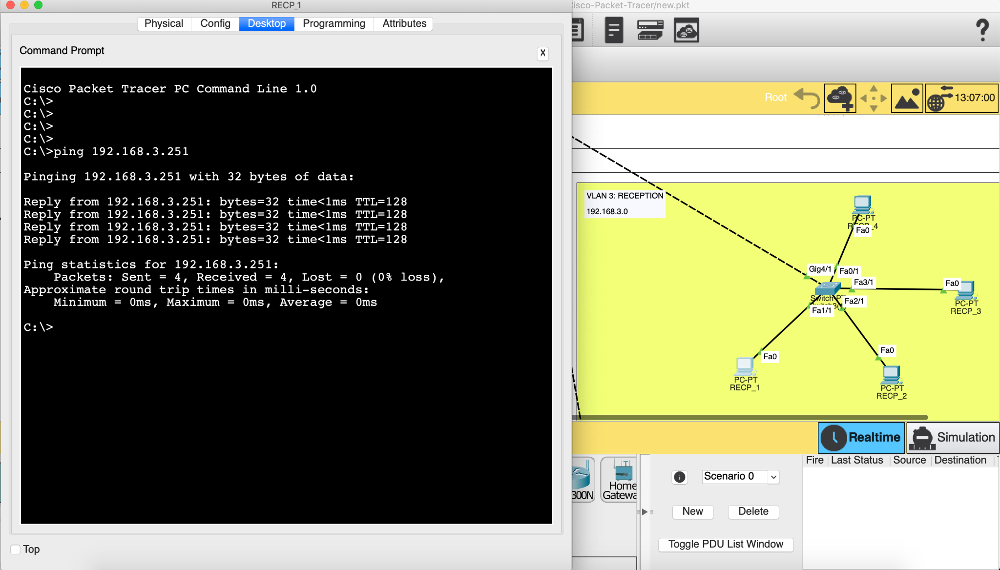 RECP_1
isco-Packet-Tracer/new.pkt
Physical
Config
Desktop
Programming
Attributes
Command Prompt
X
Cisco Packet Tracer PC Command Line 1.0
C:\>
C:\>
C:\>
C:\>
C:\>ping 192.168.3.251
Pinging 192.168.3.251 with 32 bytes of data:
Reply from 192.168.3.251: bytes=32 time<1ms TTL=128
Reply from 192.168.3.251: bytes=32 time<1ms TTL=128
Reply from 192.168.3.251: bytes=32 time<1ms TTL=128
Reply from 192.168.3.251: bytes=32 time<1ms TTL=128
Ping statistics for 192.168.3.251:
Packets: Sent = 4, Received = 4, Lost = 0 (0% loss),
Approximate round trip times in milli-seconds:
Minimum = 0ms, Maximum = 0ms, Average = 0ms
C:\>
Top
?
Root
13:07:00
VLAN 3: RECEPTION
192.168.3.0
PC-PT
RECP_4
Fa0
Gig4/1
Fa0/1
Fa3/1
Fa0
Switch-PT
Fa2/1
Fa1/1
PC-PT
RECP_3
Fa0
Fa0
PC-PT
RECP_1
PC-PT
RECP_2
Realtime
Simulation
Fire
Last Status
Source
Destination
300N
Home
Gatewa
Scenario 0
New
Delete
Toggle PDU List Window